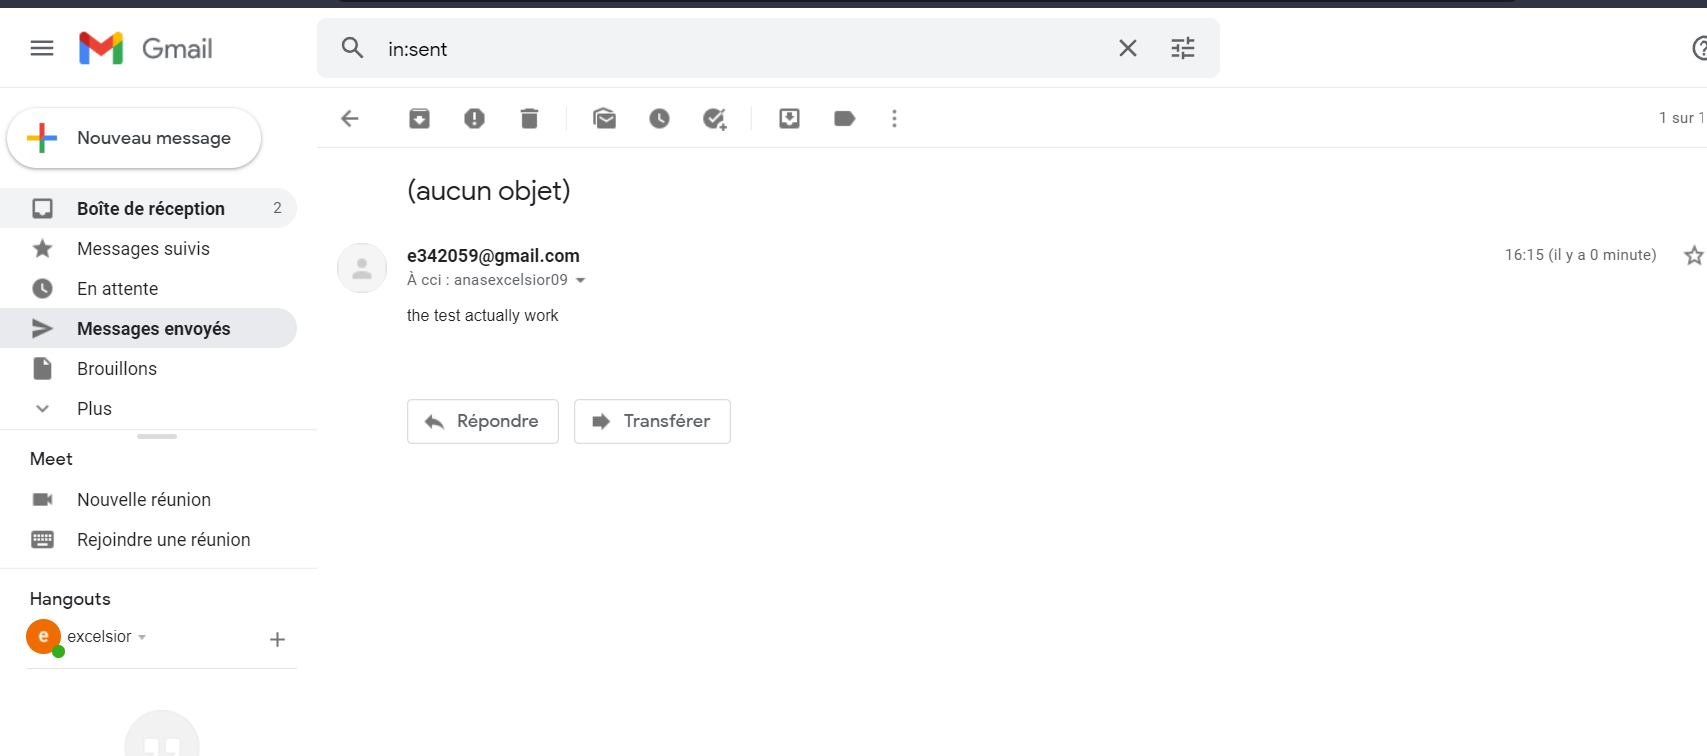 Gmail
in:sent
1 sur 1
Nouveau message
Boîte de réception 2
Messages suivis
En attente
Messages envoyés
Brouillons
Plus
Meet
Nouvelle réunion
Rejoindre une réunion
Hangouts
e excelsior
(aucun objet)
e342059@gmail.com 16:15 (il y a 0 minute)
À cci : anasexcelsior09
the test actually work
Répondre Transférer